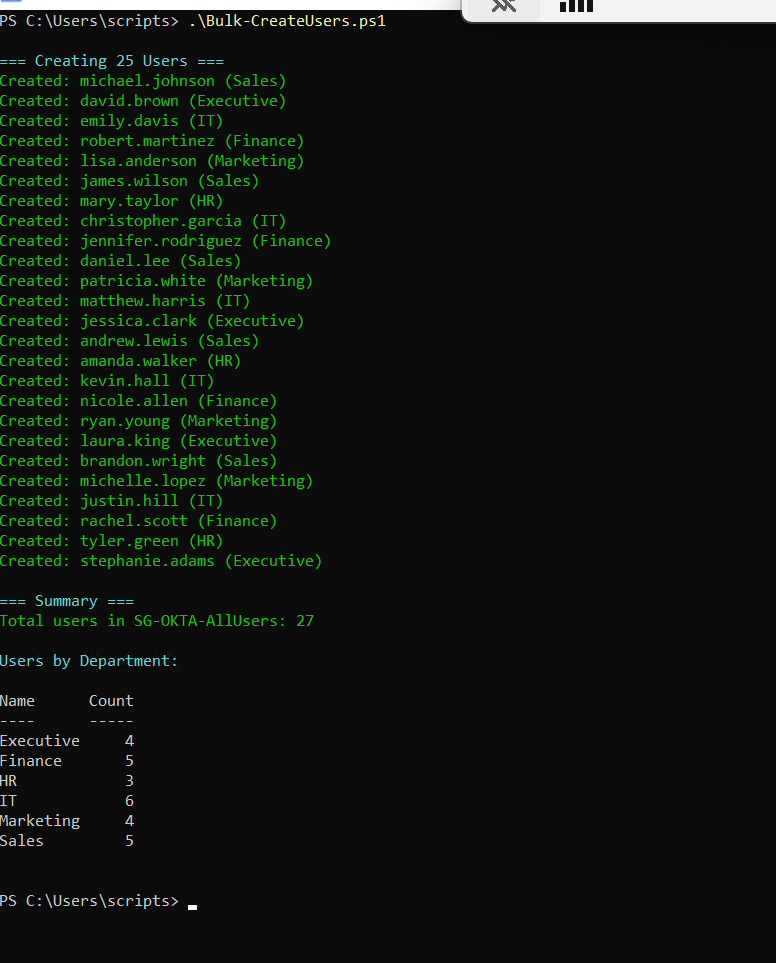 PS C:\Users\scripts> .\Bulk-CreateUsers.ps1
=== Creating 25 Users ===
Created: michael.johnson (Sales)
Created: david.brown (Executive)
Created: emily.davis (IT)
Created: robert.martinez (Finance)
Created: lisa.anderson (Marketing)
Created: james.wilson (Sales)
Created: mary.taylor (HR)
Created: christopher.garcia (IT)
Created: jennifer.rodriguez (Finance)
Created: daniel.lee (Sales)
Created: patricia.white (Marketing)
Created: matthew.harris (IT)
Created: jessica.clark (Executive)
Created: andrew.lewis (Sales)
Created: amanda.walker (HR)
Created: kevin.hall (IT)
Created: nicole.allen (Finance)
Created: ryan.young (Marketing)
Created: laura.king (Executive)
Created: brandon.wright (Sales)
Created: michelle.lopez (Marketing)
Created: justin.hill (IT)
Created: rachel.scott (Finance)
Created: tyler.green (HR)
Created: stephanie.adams (Executive)
=== Summary ===
Total users in SG-OKTA-AllUsers: 27
Users by Department:
Name      Count
----      -----
Executive     4
Finance       5
HR            3
IT            6
Marketing     4
Sales         5
PS C:\Users\scripts>